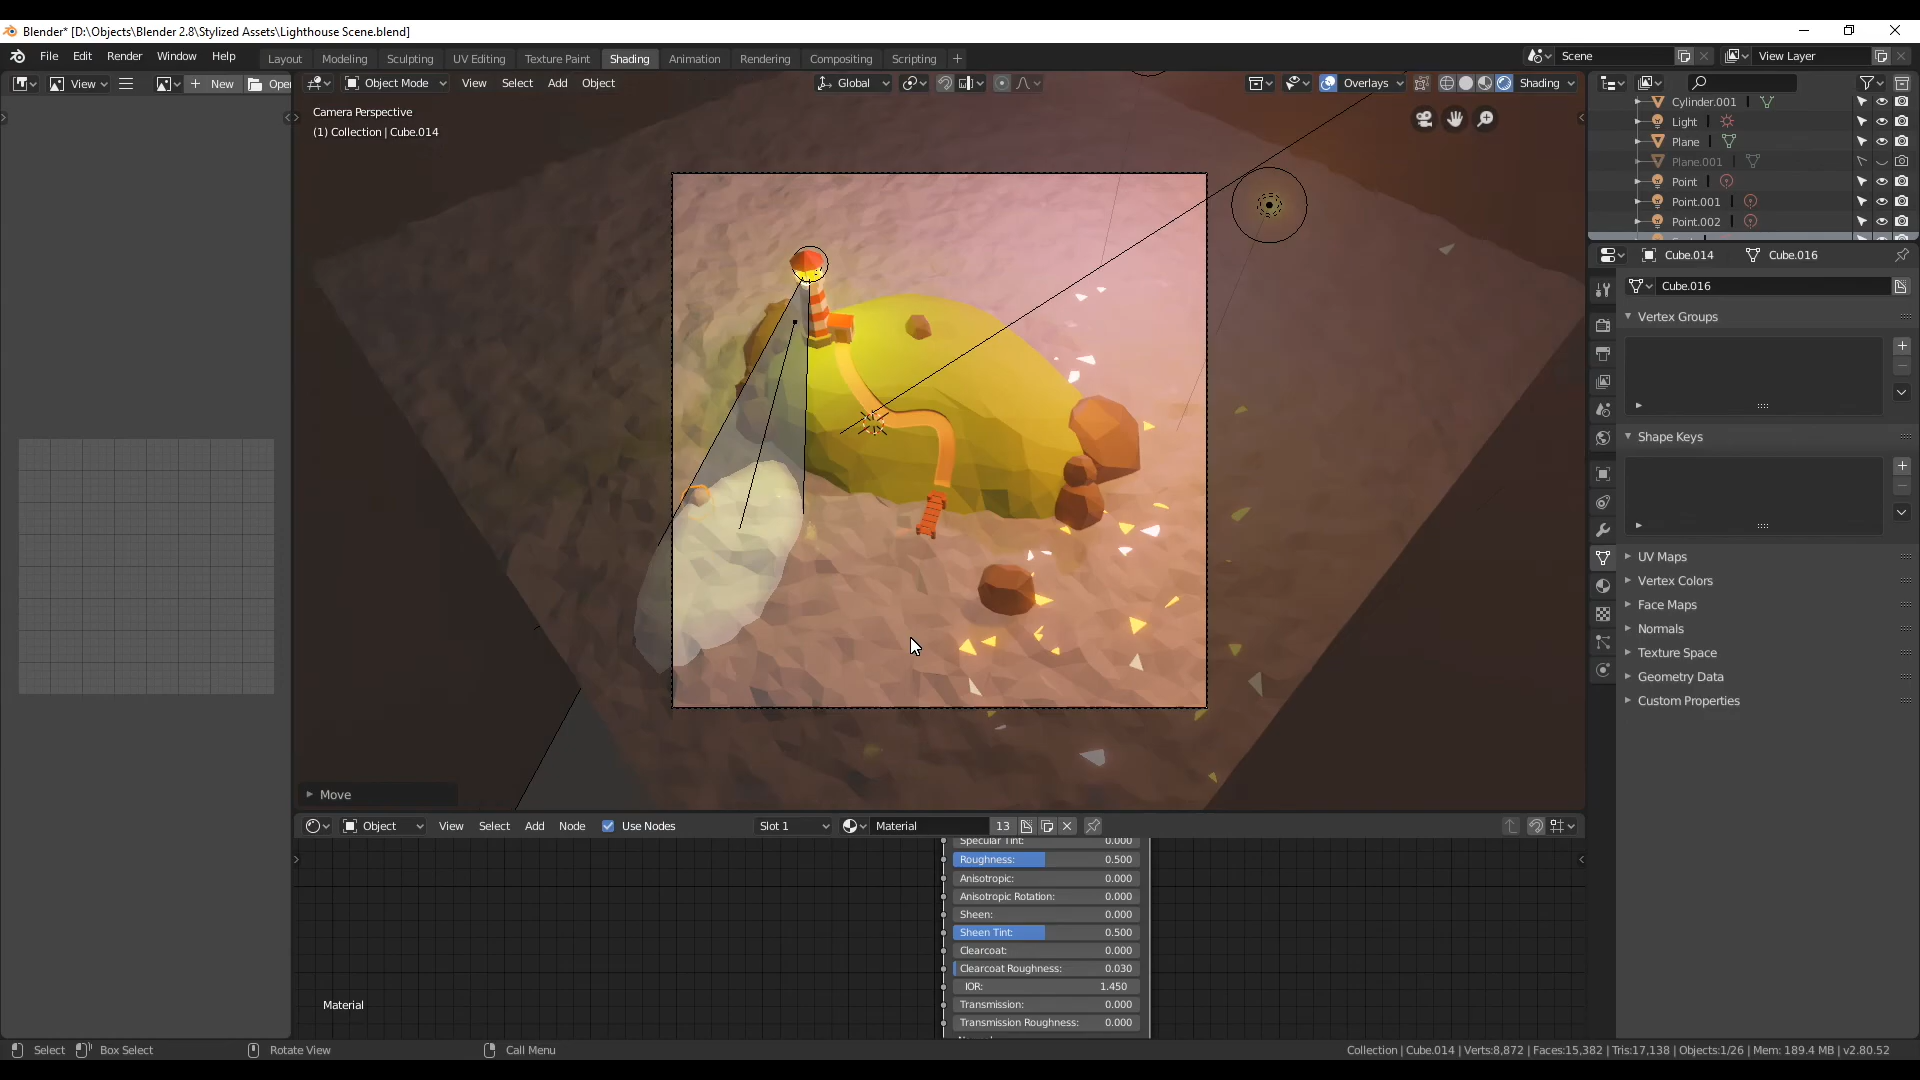 Blender* [D:\Objects\Blender 2.8\Stylized Assets\Lighthouse Scene.blend]
File Edit Render Window Help
Layout Modeling Sculpting UV Editing Texture Paint Shading Animation Rendering Compositing Scripting +
Scene
View Layer
View
New
Open
Object Mode
View Select Add Object
Global
Overlays
Shading
Camera Perspective
(1) Collection | Cube.014
Cylinder.001
Light
Plane
Plane.001
Point
Point.001
Point.002
Cube.014
Cube.016
Cube.016
Vertex Groups
Shape Keys
UV Maps
Vertex Colors
Face Maps
Normals
Texture Space
Geometry Data
Custom Properties
Move
Object
View Select Add Node
Use Nodes
Slot 1
Material
13
Specular Tint: 0.000
Roughness: 0.500
Anisotropic: 0.000
Anisotropic Rotation: 0.000
Sheen: 0.000
Sheen Tint: 0.500
Clearcoat: 0.000
Clearcoat Roughness: 0.030
IOR: 1.450
Transmission: 0.000
Transmission Roughness: 0.000
Material
Select
Box Select
Rotate View
Call Menu
Collection | Cube.014 | Verts:8,872 | Faces:15,382 | Tris:17,138 | Objects:1/26 | Mem: 189.4 MB | v2.80.52